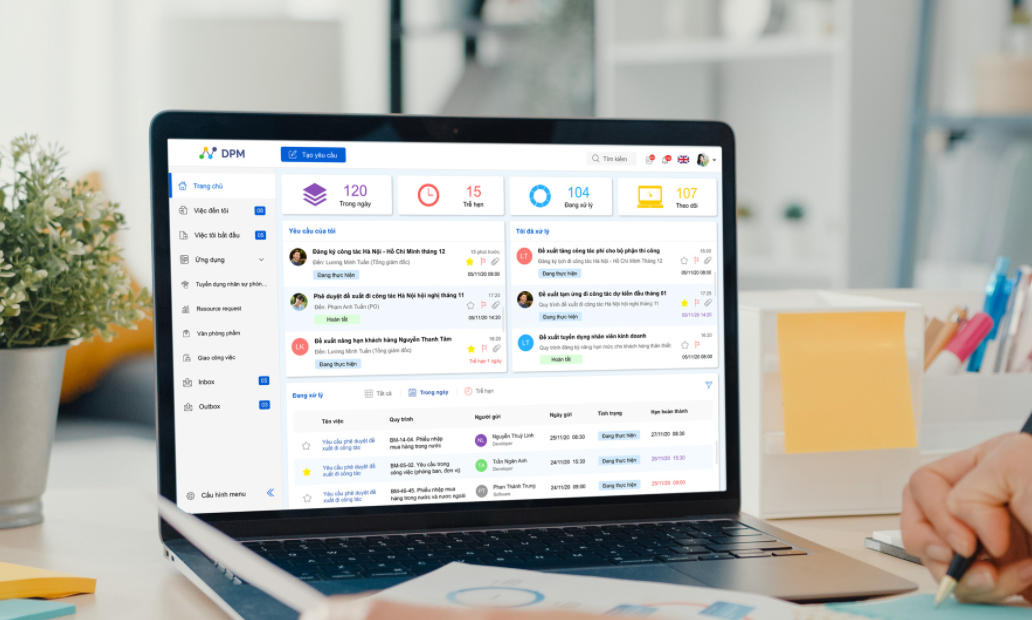 DPM
Tạo yêu cầu
Tìm kiếm
Trang chủ
Việc đến tôi
Việc tôi bắt đầu
05
Ứng dụng
Tuyển dụng nhân sự phòn...
Resource request
Văn phòng phẩm
Giao công việc
Inbox
05
Outbox
03
Cấu hình menu
120
Trong ngày
15
Trễ hạn
104
Đang xử lý
107
Theo dõi
Yêu cầu của tôi
Đăng ký công tác Hà Nội - Hồ Chí Minh tháng 12
15 phút trước
Đến: Lương Minh Tuấn (Tổng giám đốc)
Đang thực hiện
05/11/20 08:00
Phê duyệt đề xuất đi công tác Hà Nội hội nghị tháng 11
17:20
Đến: Phạm Anh Tuấn (PG)
Hoàn tất
05/11/20 14:20
LK
Đề xuất nâng hạn khách hàng Nguyễn Thanh Tâm
16:20
Đến: Lương Minh Tuấn (Tổng giám đốc)
Đang thực hiện
Trễ hạn 1 ngày
Tôi đã xử lý
LT
Đề xuất tăng công tác phí cho bộ phận thi công
Đăng ký lịch đi công tác Hà Nội - Hồ Chí Minh Tháng 12
Đang thực hiện
05/11/20 08:00
Đề xuất tạm ứng đi công tác dự kiến đầu tháng 01
17:25
Quy trình đề xuất đi công tác Hà Nội hội nghị tháng 11
Đang thực hiện
05/11/20 14:25
LT
Đề xuất tuyển dụng nhân viên kinh doanh
16:20
Quy trình đăng ký nâng hạn mức cho khách hàng thân thiết
Hoàn tất
05/11/20 08:00
Đang xử lý
Tất cả
Trong ngày
Trễ hạn
Tên việc
Quy trình
Người gửi
Ngày gửi
Tình trạng
Hạn hoàn thành
Yêu cầu phê duyệt đề
xuất đi công tác
BM-14-04. Phiếu nhập
mua hàng trong nước
NL
Nguyễn Thuỳ Linh
Developer
25/11/20 08:30
Đang thực hiện
27/11/20 08:30
Yêu cầu phê duyệt đề
xuất đi công tác
BM-05-02. Yêu cầu trong
công việc (phòng ban, đơn vị)
TA
Trần Ngân Anh
Developer
24/11/20 15:30
Đang thực hiện
26/11/20 15:30
Yêu cầu phê duyệt đề
xuất đi công tác
BM-46-45. Phiếu nhập mua
hàng trong nước và nước ngoài
PT
Phan Thành Trung
Software
24/11/20 09:00
Đang thực hiện
25/11/20 09:00